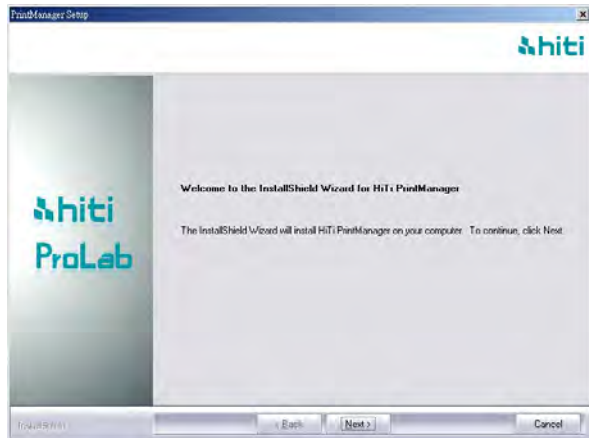 PrintManager Setup
hiti
hiti
ProLab
Welcome to the InstallShield Wizard for HiTi PrintManager
The InstallShield Wizard will install HiTi PrintManager on your computer. To continue, click Next.
InstallShield
< Back
Next >
Cancel